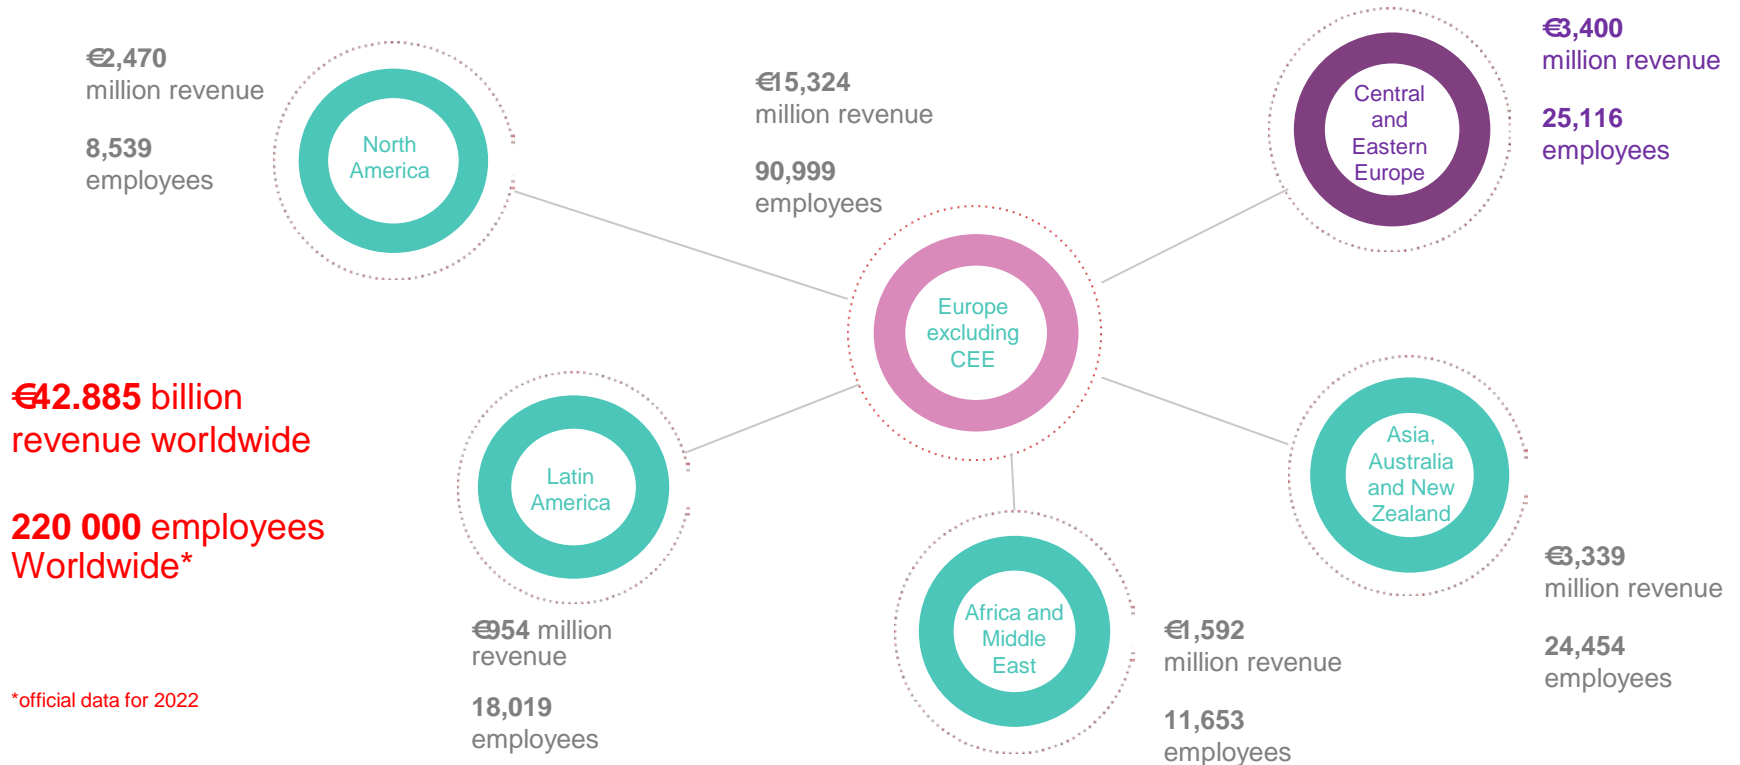 €2,470
million revenue
8,539
employees
North
America
€15,324
million revenue
90,999
employees
Central
and
Eastern
Europe
€3,400
million revenue
25,116
employees
Europe
excluding
CEE
€42.885 billion
revenue worldwide
220 000 employees
Worldwide*
*official data for 2022
Latin
America
€954 million
revenue
18,019
employees
Africa and
Middle
East
€1,592
million revenue
11,653
employees
Asia,
Australia
and New
Zealand
€3,339
million revenue
24,454
employees